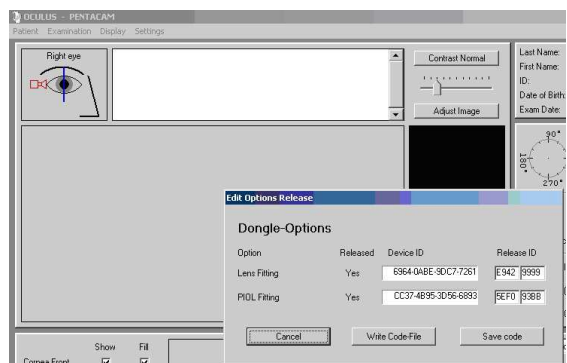 OCULUS - PENTACAM
Patient Examination Display Settings
Right eye
Contrast Normal
Adjust Image
Last Name:
First Name:
ID:
Date of Birth:
Exam Date:
90°
180°
270°
Edit Options Release
Dongle-Options
Option Released Device ID Release ID
Lens Fitting Yes 6964-0ABE-9DC7-7261 E942 9999
PIOL Fitting Yes CC37-4B95-3D56-6893 5EF0 93BB
Cancel Write Code-File Save code
Show Fill
Cornea Front